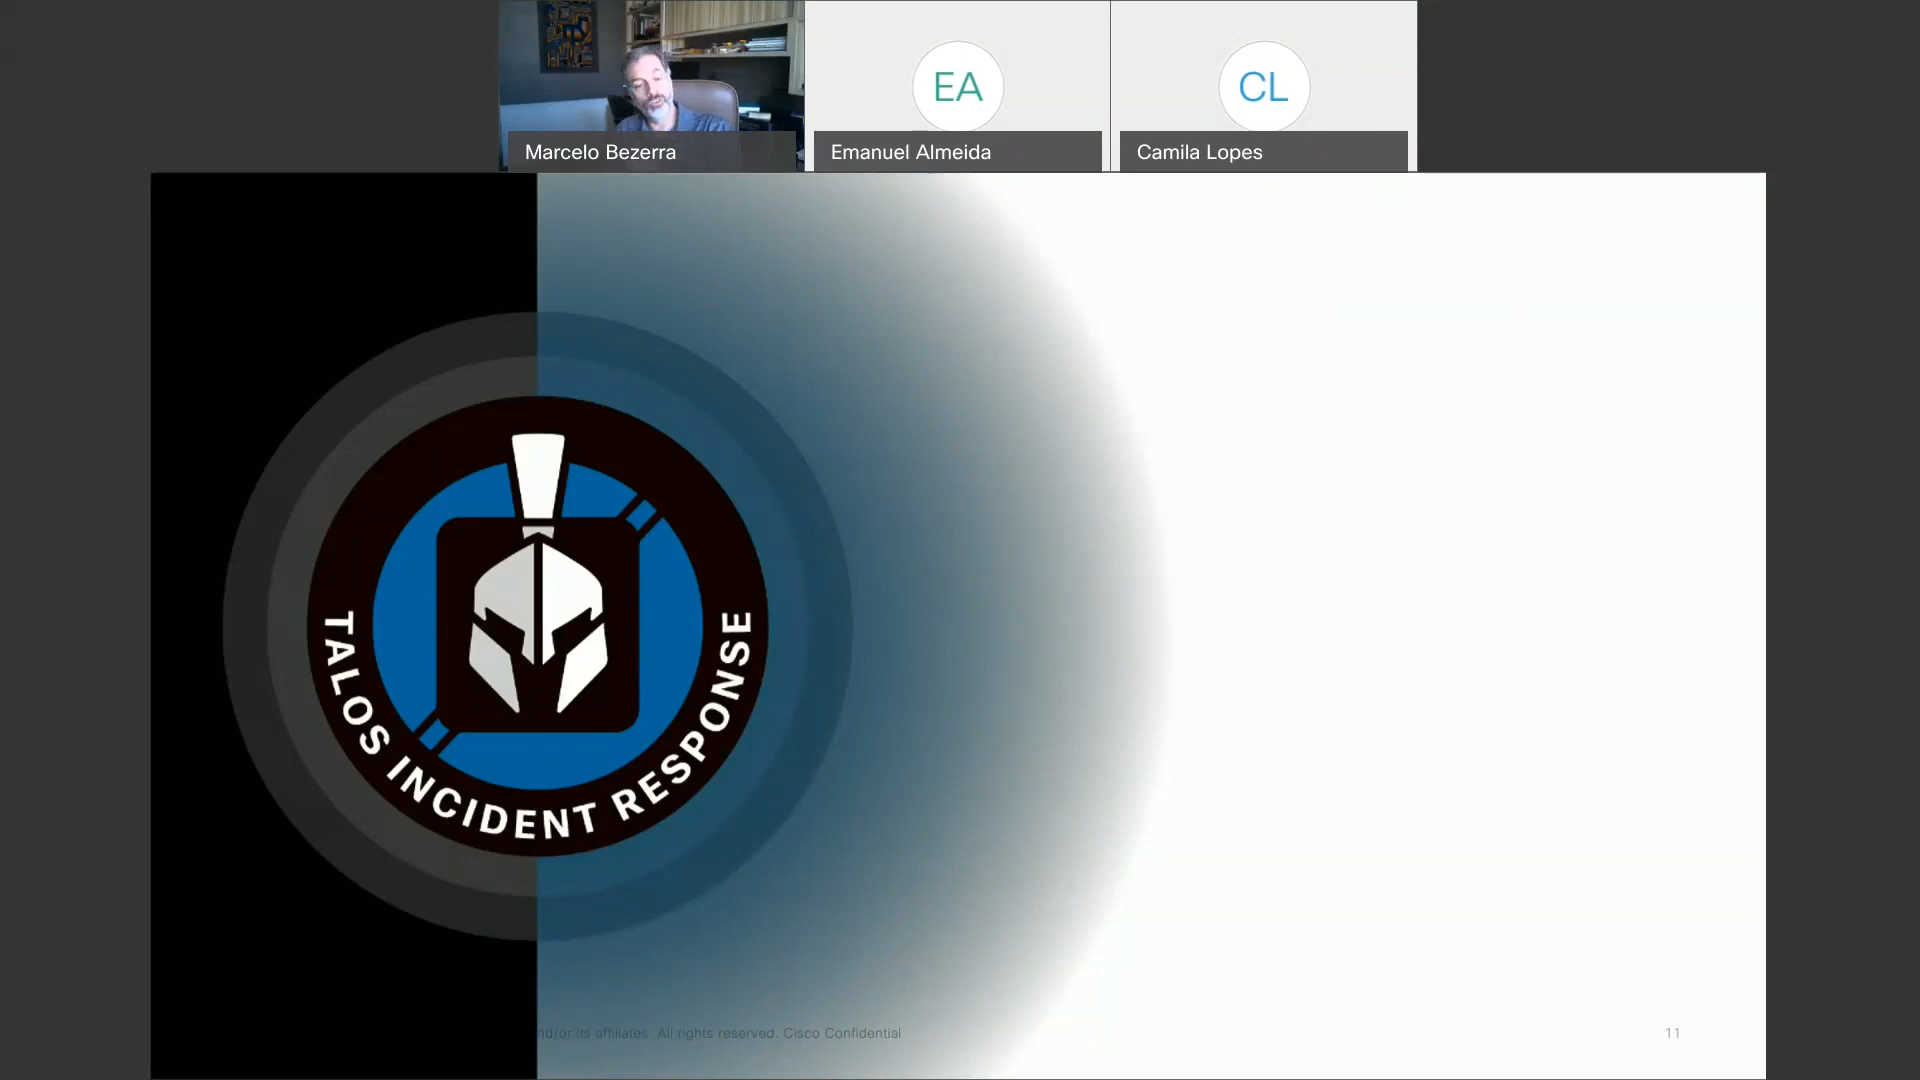 EA
CL
Marcelo Bezerra
Emanuel Almeida
Camila Lopes
TALOS INCIDENT RESPONSE
nd/or its affiliates. All rights reserved. Cisco Confidential
11